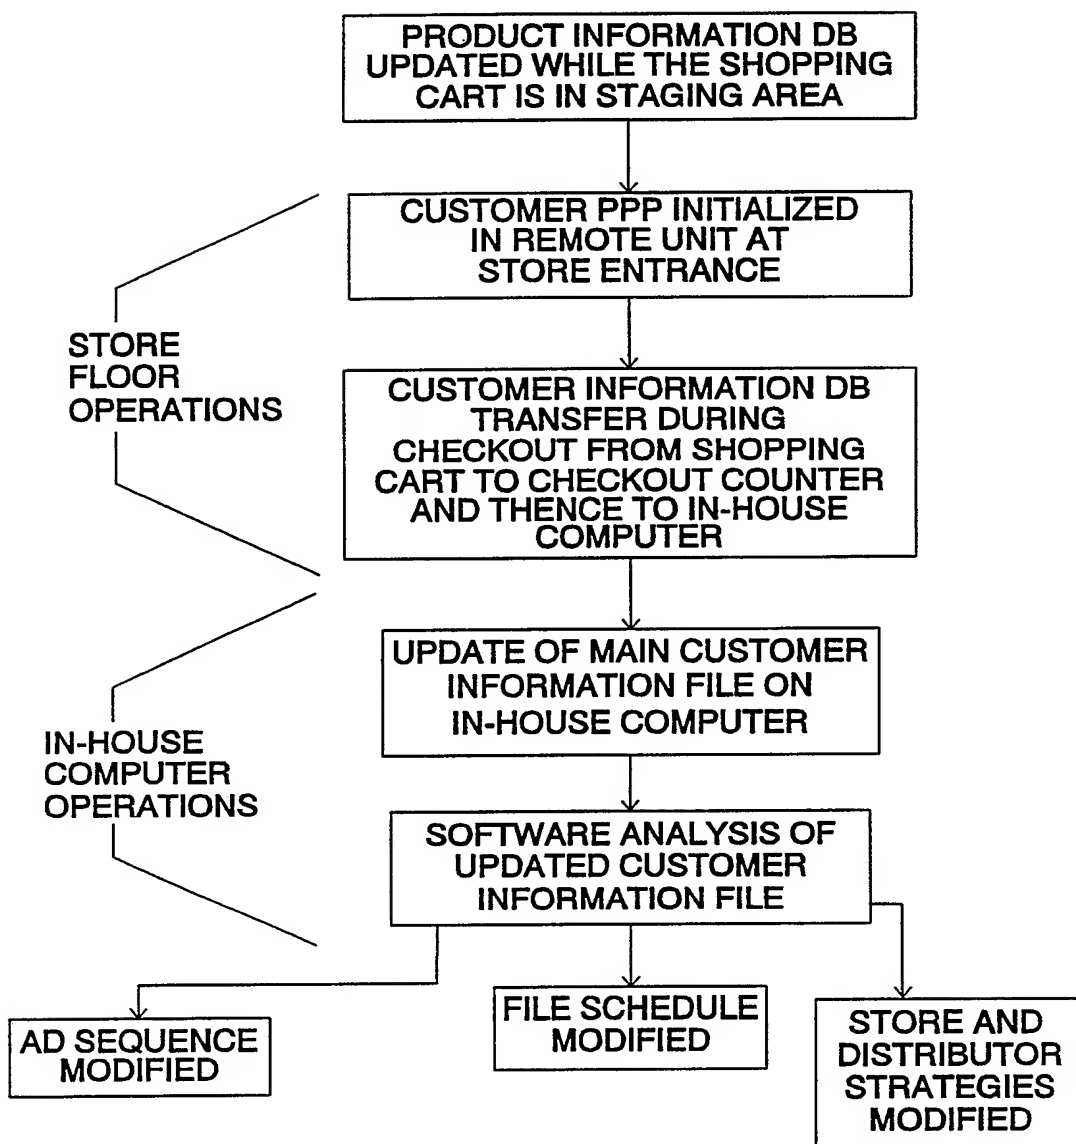 PRODUCT INFORMATION DB
UPDATED WHILE THE SHOPPING
CART IS IN STAGING AREA
CUSTOMER PPP INITIALIZED
IN REMOTE UNIT AT
STORE ENTRANCE
STORE
FLOOR
OPERATIONS
CUSTOMER INFORMATION DB
TRANSFER DURING
CHECKOUT FROM SHOPPING
CART TO CHECKOUT COUNTER
AND THENCE TO IN-HOUSE
COMPUTER
UPDATE OF MAIN CUSTOMER
INFORMATION FILE ON
IN-HOUSE COMPUTER
IN-HOUSE
COMPUTER
OPERATIONS
SOFTWARE ANALYSIS OF
UPDATED CUSTOMER
INFORMATION FILE
AD SEQUENCE
MODIFIED
FILE SCHEDULE
MODIFIED
STORE AND
DISTRIBUTOR
STRATEGIES
MODIFIED